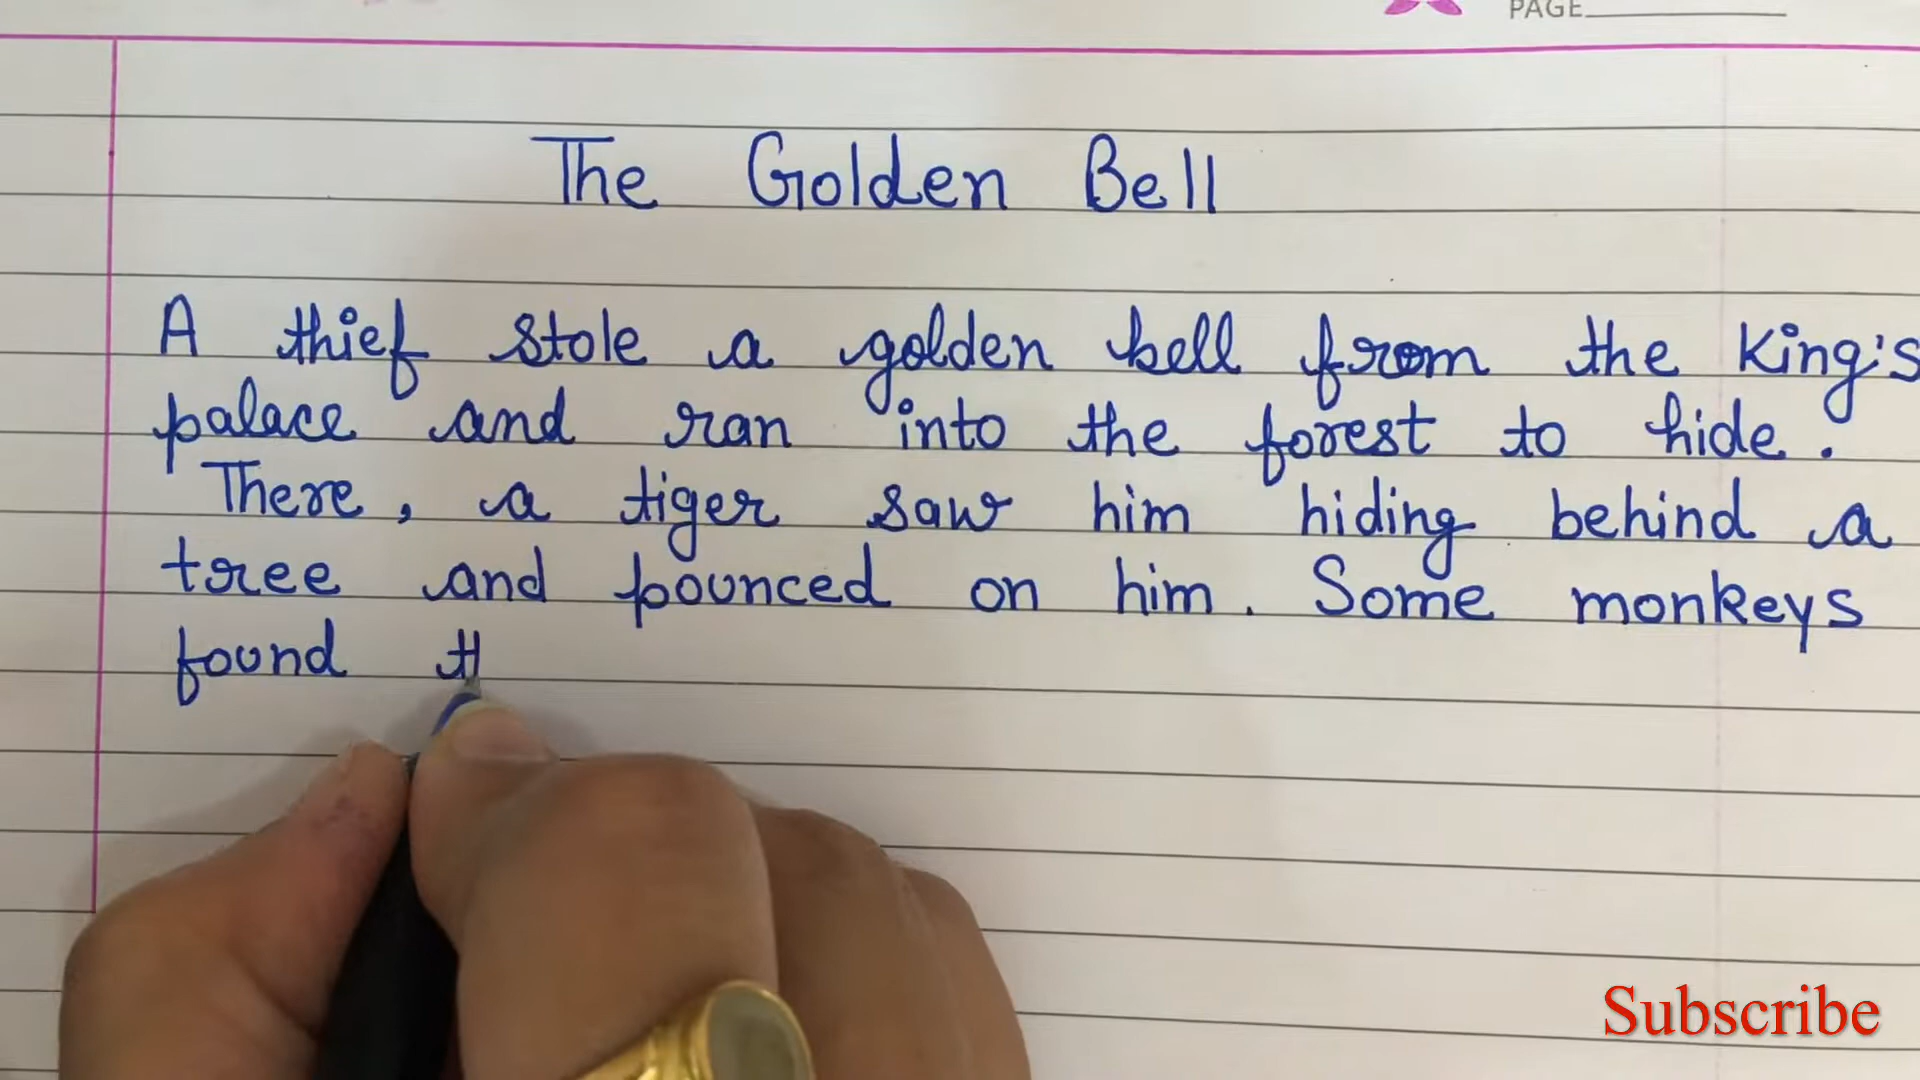 PAGE
The Golden Bell
A thief stole a golden bell from the King's
palace and ran into the forest to hide.
There, a tiger saw him hiding behind a
tree and pounced on him. Some monkeys
found th
Subscribe